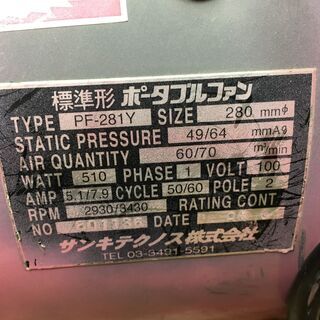 標準形 ポータブルファン
TYPE PF-281Y SIZE 280 mmφ
STATIC PRESSURE 49/64 mmAq
AIR QUANTITY 60/70 m³/min
WATT 510 PHASE 1 VOLT 100
AMP 5.1/7.9 CYCLE 50/60 POLE 2
RPM 2930/3430 RATING CONT
NO DATE
サンキテクノス株式会社
TEL 03-3491-5591